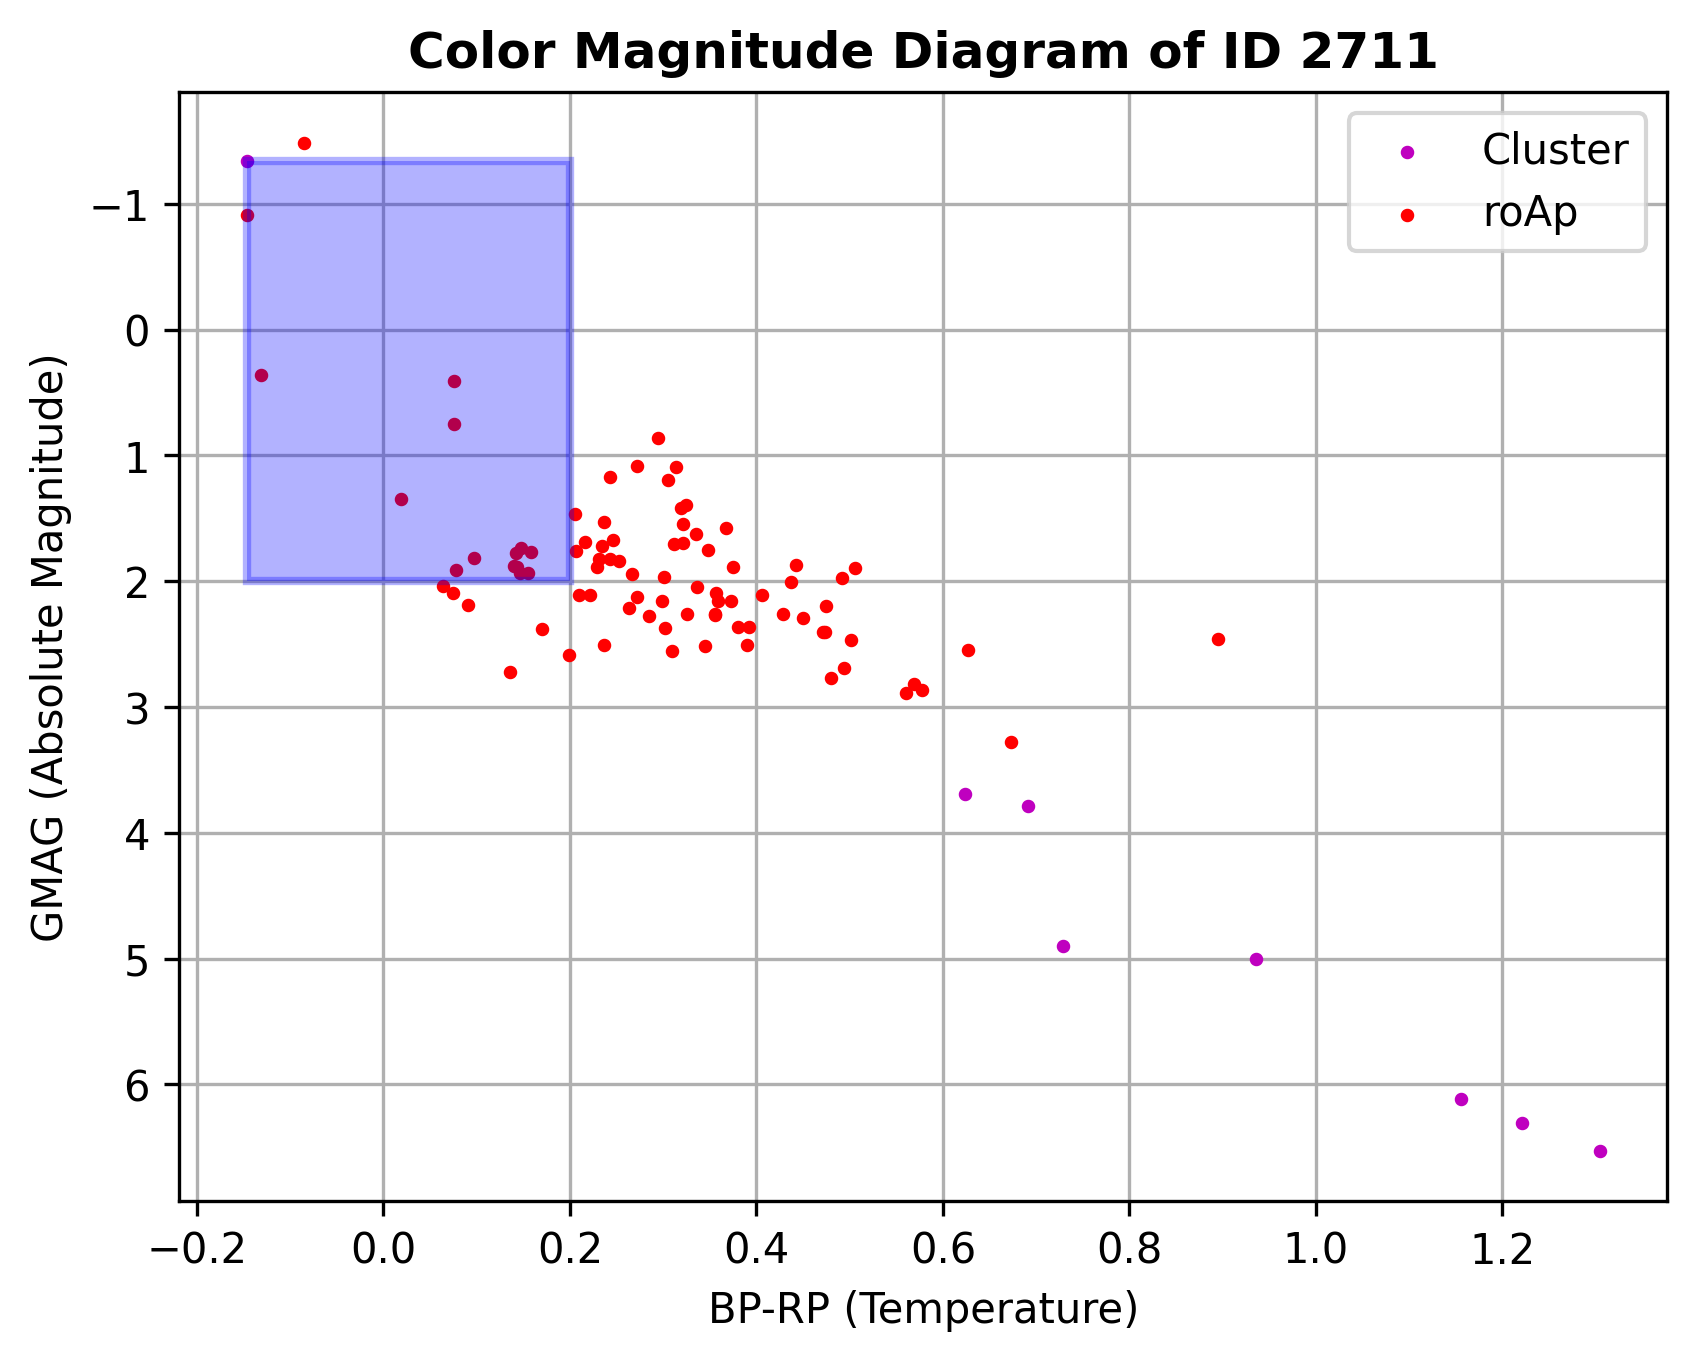 Color Magnitude Diagram of ID 2711
Cluster
roAp
−1
0
1
2
3
4
5
6
GMAG (Absolute Magnitude)
−0.2 0.0 0.2 0.4 0.6 0.8 1.0 1.2
BP-RP (Temperature)